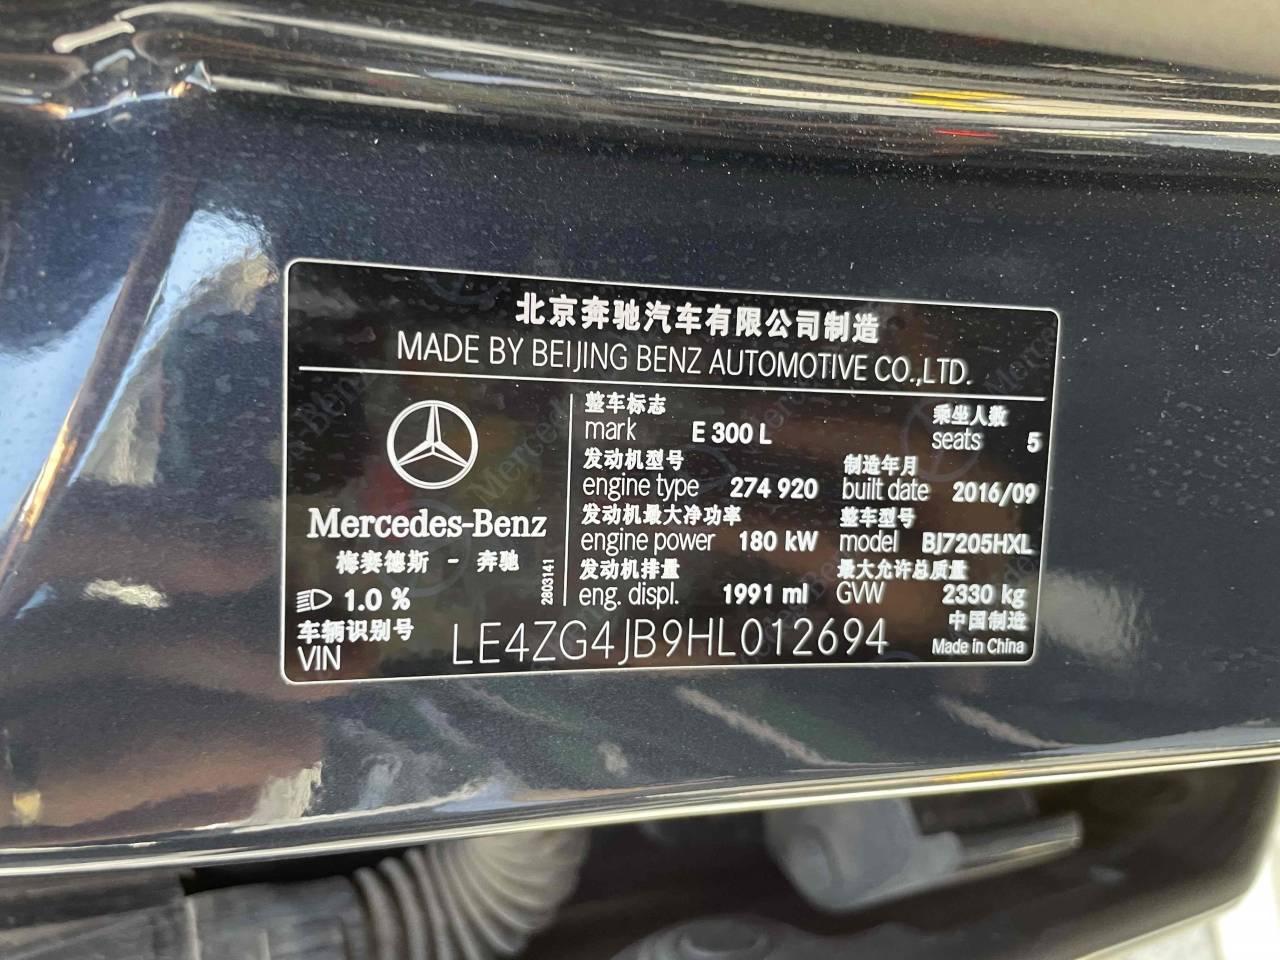 北京奔驰汽车有限公司制造
MADE BY BEIJING BENZ AUTOMOTIVE CO.,LTD.
整车标志
mark E 300 L
乘坐人数
seats 5
发动机型号
engine type 274 920
制造年月
built date 2016/09
发动机最大净功率
engine power 180 kW
整车型号
model BJ7205HXL
发动机排量
eng. displ. 1991 ml
最大允许总质量
GVW 2330 kg
Mercedes-Benz
梅赛德斯 - 奔驰
2803141
1.0 %
车辆识别号
VIN LE4ZG4JB9HL012694
中国制造
Made in China